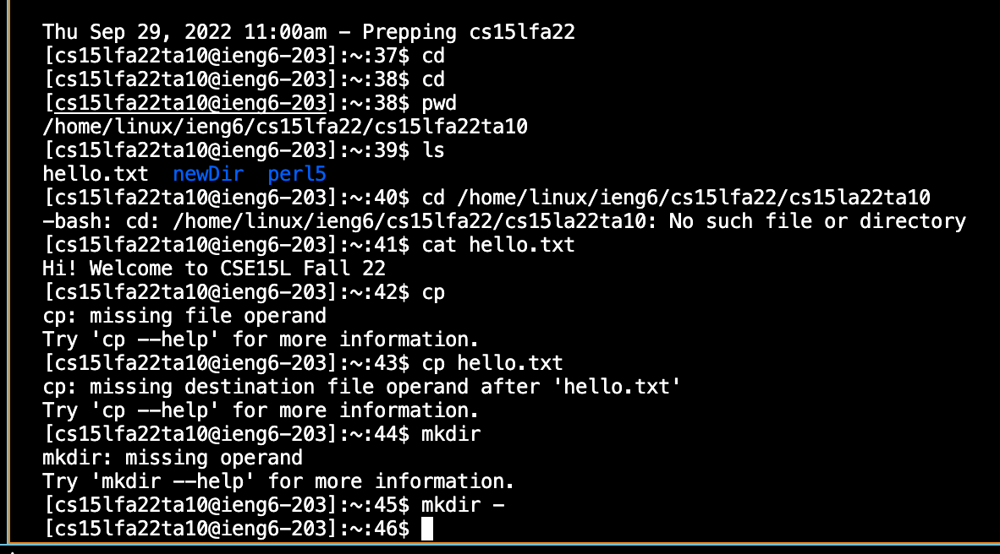 Thu Sep 29, 2022 11:00am - Prepping cs15lfa22
[cs15lfa22ta10@ieng6-203]:~:37$ cd
[cs15lfa22ta10@ieng6-203]:~:38$ cd
[cs15lfa22ta10@ieng6-203]:~:38$ pwd
/home/linux/ieng6/cs15lfa22/cs15lfa22ta10
[cs15lfa22ta10@ieng6-203]:~:39$ ls
hello.txt  newDir  perl5
[cs15lfa22ta10@ieng6-203]:~:40$ cd /home/linux/ieng6/cs15lfa22/cs15la22ta10
-bash: cd: /home/linux/ieng6/cs15lfa22/cs15la22ta10: No such file or directory
[cs15lfa22ta10@ieng6-203]:~:41$ cat hello.txt
Hi! Welcome to CSE15L Fall 22
[cs15lfa22ta10@ieng6-203]:~:42$ cp
cp: missing file operand
Try 'cp --help' for more information.
[cs15lfa22ta10@ieng6-203]:~:43$ cp hello.txt
cp: missing destination file operand after 'hello.txt'
Try 'cp --help' for more information.
[cs15lfa22ta10@ieng6-203]:~:44$ mkdir
mkdir: missing operand
Try 'mkdir --help' for more information.
[cs15lfa22ta10@ieng6-203]:~:45$ mkdir -
[cs15lfa22ta10@ieng6-203]:~:46$